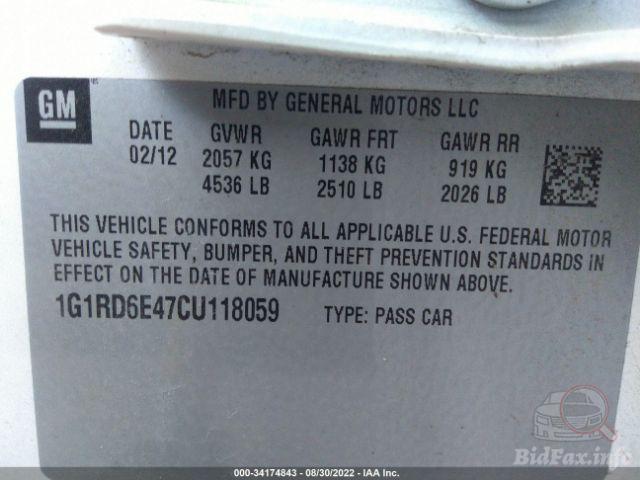 GM
MFD BY GENERAL MOTORS LLC
DATE GVWR GAWR FRT GAWR RR
02/12 2057 KG 1138 KG 919 KG
4536 LB 2510 LB 2026 LB
THIS VEHICLE CONFORMS TO ALL APPLICABLE U.S. FEDERAL MOTOR
VEHICLE SAFETY, BUMPER, AND THEFT PREVENTION STANDARDS IN
EFFECT ON THE DATE OF MANUFACTURE SHOWN ABOVE.
1G1RD6E47CU118059 TYPE: PASS CAR
BidFax.info
000-34174843 - 08/30/2022 - IAA Inc.